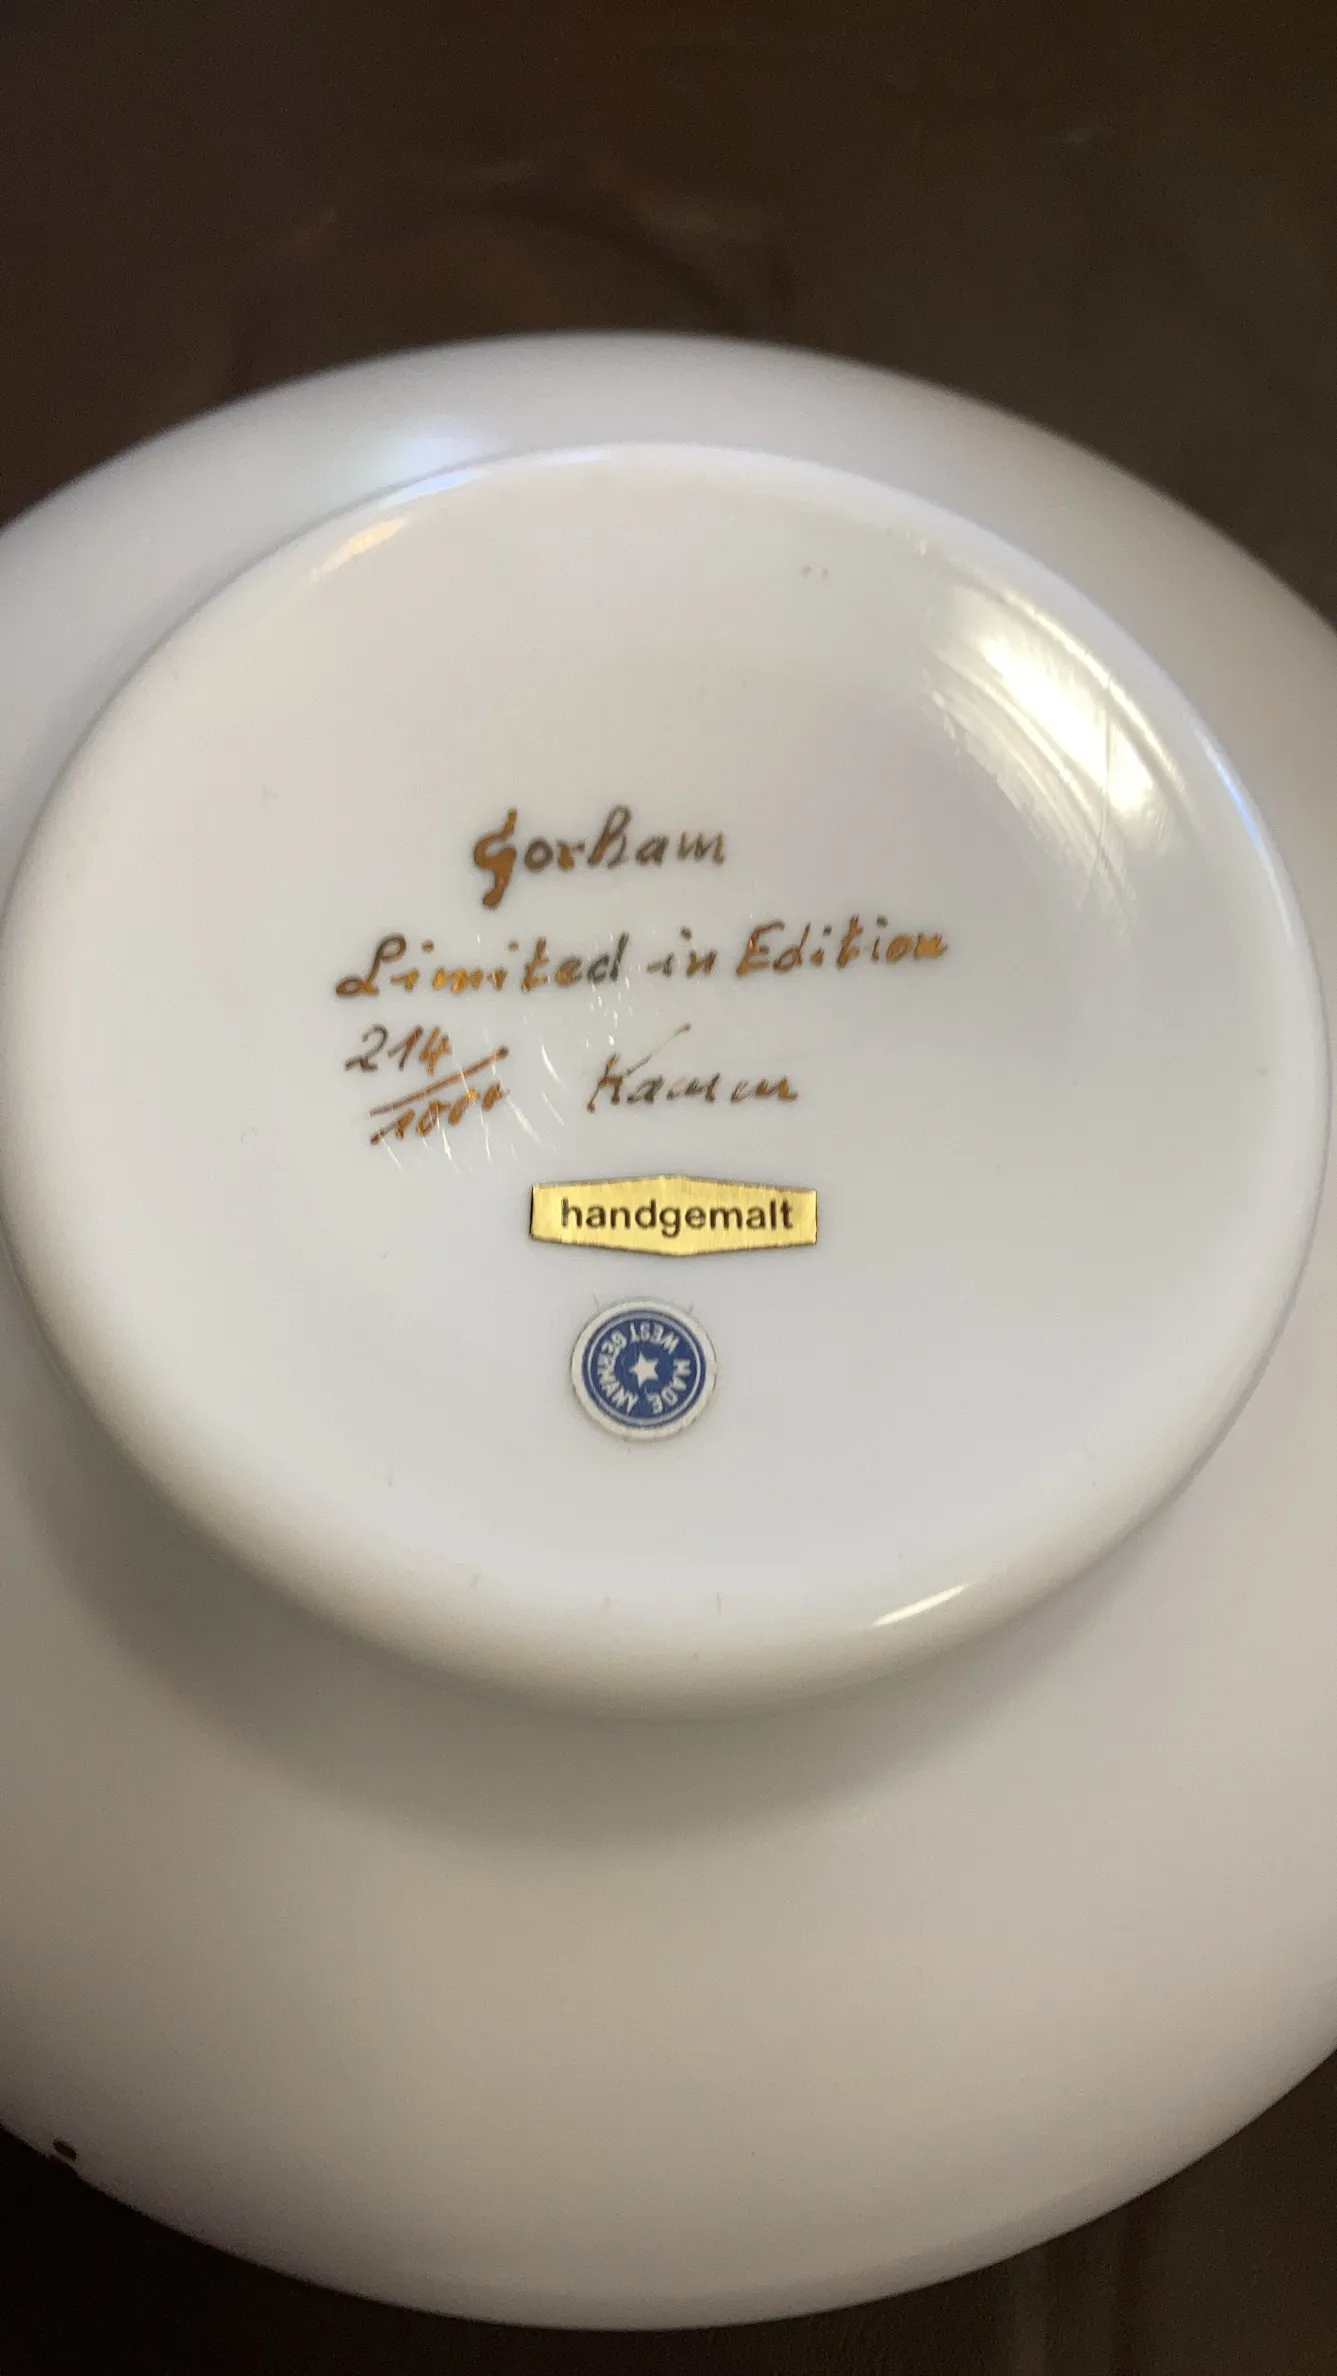 Gorham
Limited in Edition
214/1000 Kamm
handgemalt
MADE WEST GERMANY